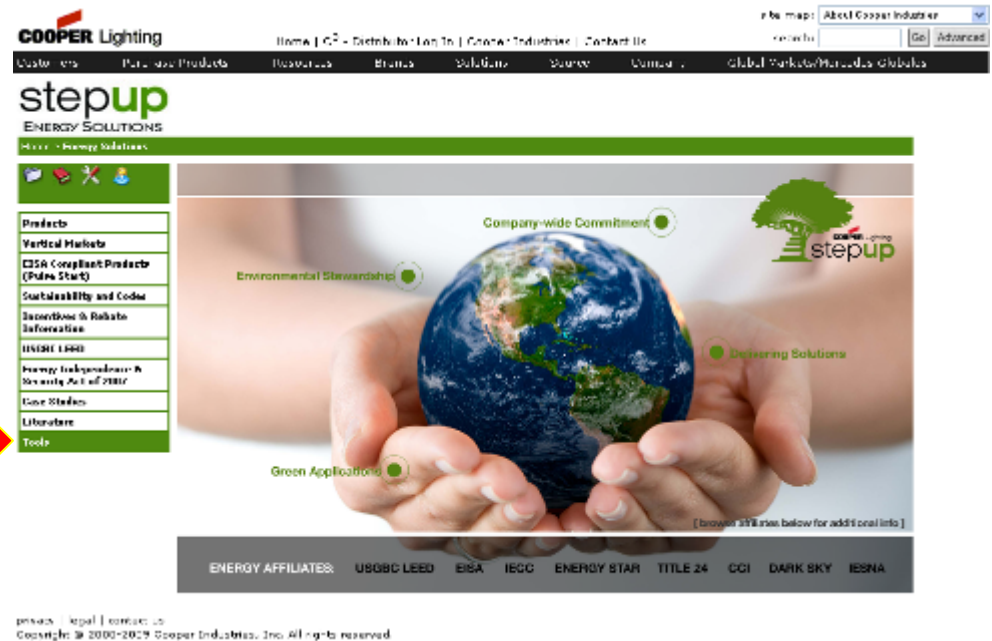 site map: About Cooper Industries
COOPER Lighting
Home | C³ - Distributor Log In | Cooper Industries | Contact Us
search: Go Advanced
Customers Purchase Products Resources Brands Solutions Source Company Global Markets/Mercados Globales
stepup
ENERGY SOLUTIONS
Home > Energy Solutions
Products
Vertical Markets
EISA Compliant Products
(Pulse Start)
Sustainability and Codes
Incentives & Rebate
Information
USGBC LEED
Energy Independence &
Security Act of 2007
Case Studies
Literature
Tools
Company-wide Commitment
COOPER Lighting
stepup
Environmental Stewardship
Delivering Solutions
Green Applications
[ browse affiliates below for additional info ]
ENERGY AFFILIATES: USGBC LEED EISA IECC ENERGY STAR TITLE 24 CCI DARK SKY IESNA
privacy | legal | contact us
Copyright © 2000-2009 Cooper Industries, Inc. All rights reserved.